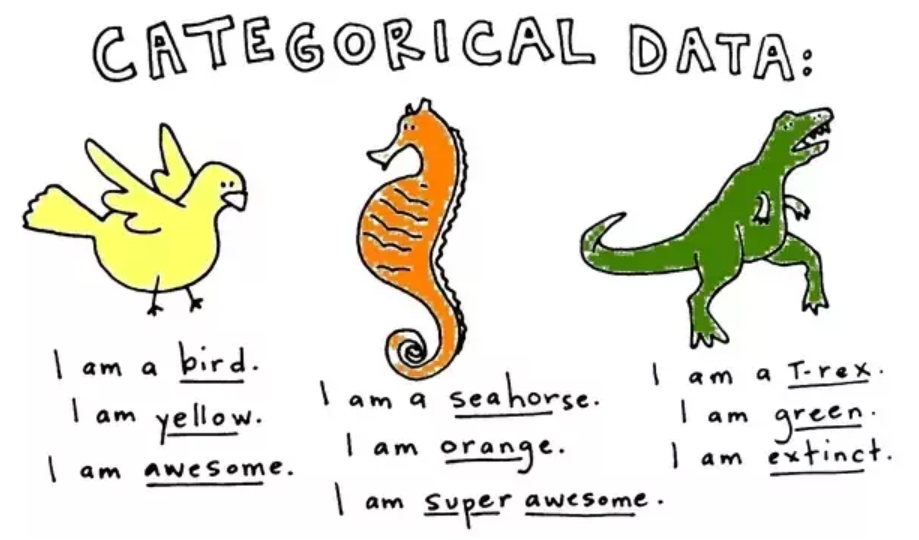 CATEGORICAL DATA:
I am a bird.
I am yellow.
I am awesome.
I am a seahorse.
I am orange.
I am super awesome.
I am a T-rex.
I am green.
I am extinct.